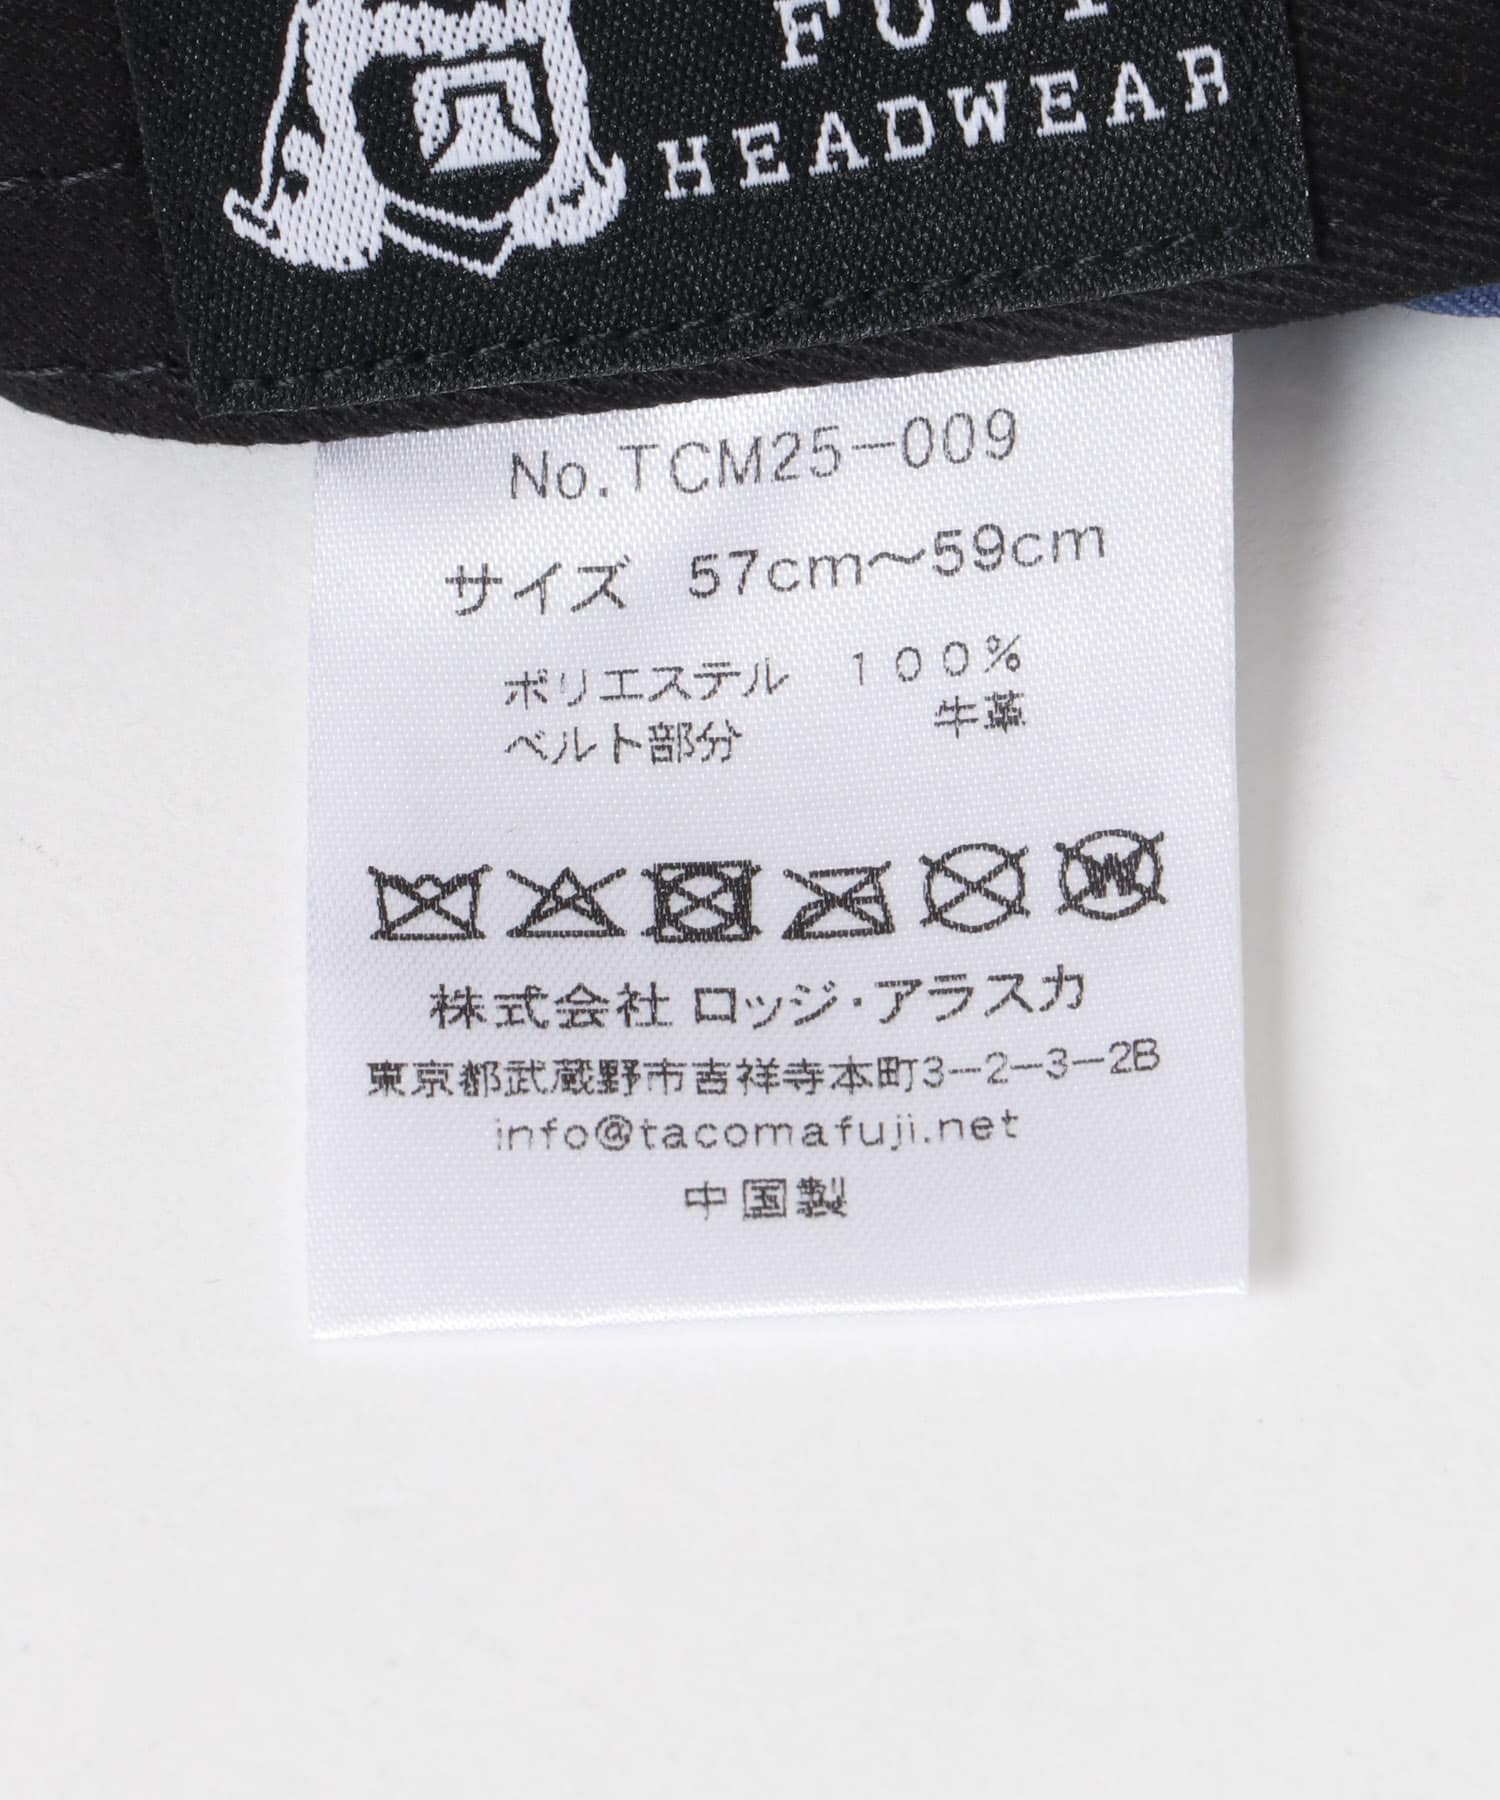 FUJI
HEADWEAR
No.TCM25-009
サイズ 57cm〜59cm
ポリエステル 100%
ベルト部分 牛革
W
株式会社 ロッジ・アラスカ
東京都武蔵野市吉祥寺本町3-2-3-2B
info@tacomafuji.net
中国製